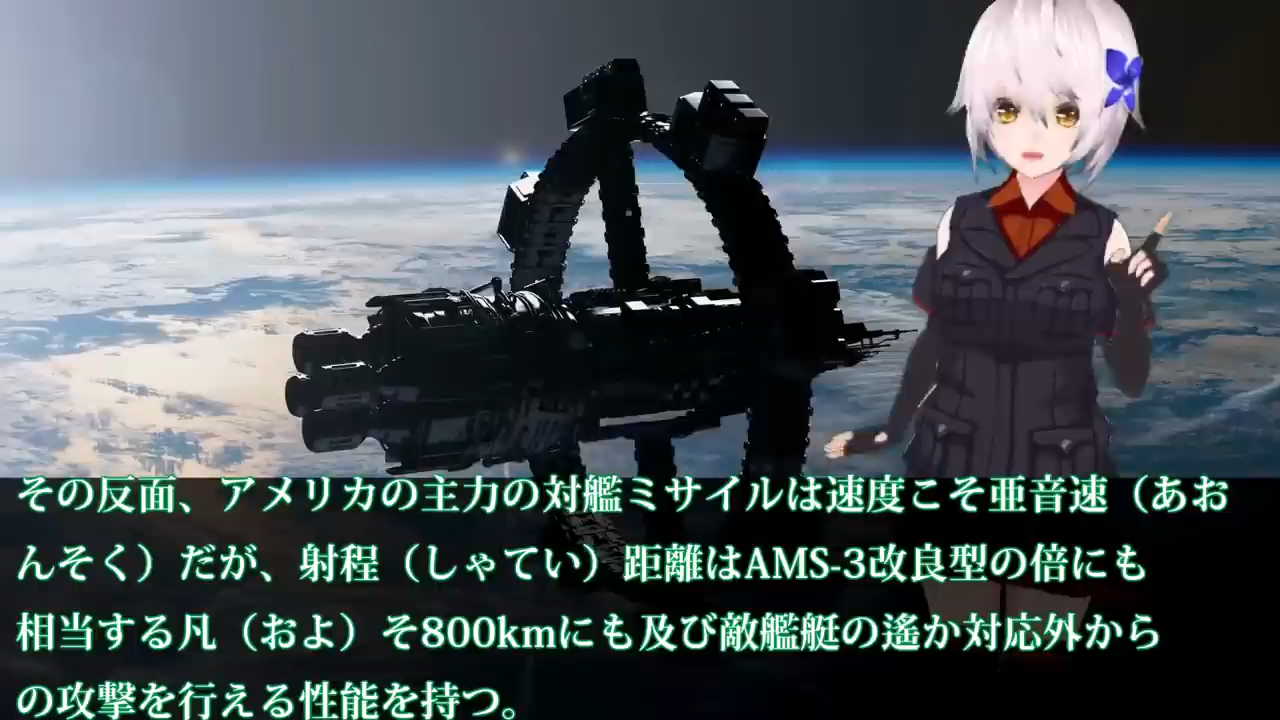 その反面、アメリカの主力の対艦ミサイルは速度こそ亜音速（あお
んそく）だが、射程（しゃてい）距離はAMS-3改良型の倍にも
相当する凡（およ）そ800kmにも及び敵艦艇の遙か対応外から
の攻撃を行える性能を持つ。